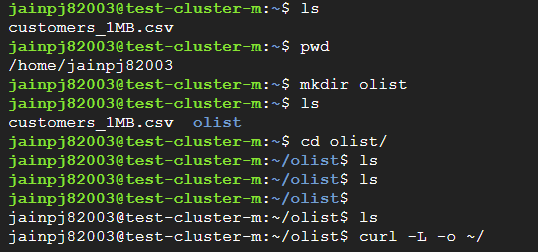 jainpj82003@test-cluster-m:~$ ls
customers_1MB.csv
jainpj82003@test-cluster-m:~$ pwd
/home/jainpj82003
jainpj82003@test-cluster-m:~$ mkdir olist
jainpj82003@test-cluster-m:~$ ls
customers_1MB.csv  olist
jainpj82003@test-cluster-m:~$ cd olist/
jainpj82003@test-cluster-m:~/olist$ ls
jainpj82003@test-cluster-m:~/olist$ ls
jainpj82003@test-cluster-m:~/olist$
jainpj82003@test-cluster-m:~/olist$ ls
jainpj82003@test-cluster-m:~/olist$ curl -L -o ~/